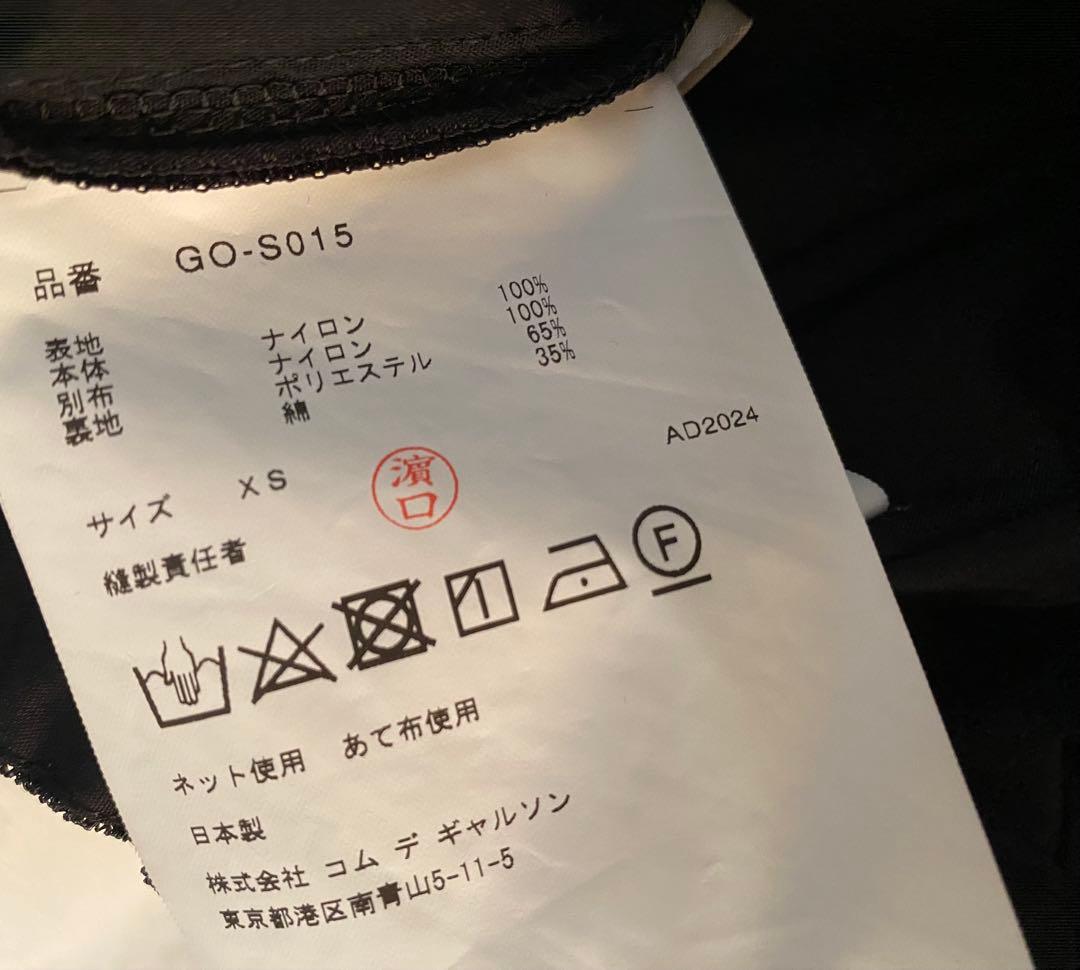 品番 GO-S015
表地 ナイロン 100%
本体 ナイロン 100%
別布 ポリエステル 65%
裏地 綿 35%
AD2024
サイズ XS
濵口
縫製責任者
F
ネット使用 あて布使用
日本製
株式会社 コム デ ギャルソン
東京都港区南青山5-11-5